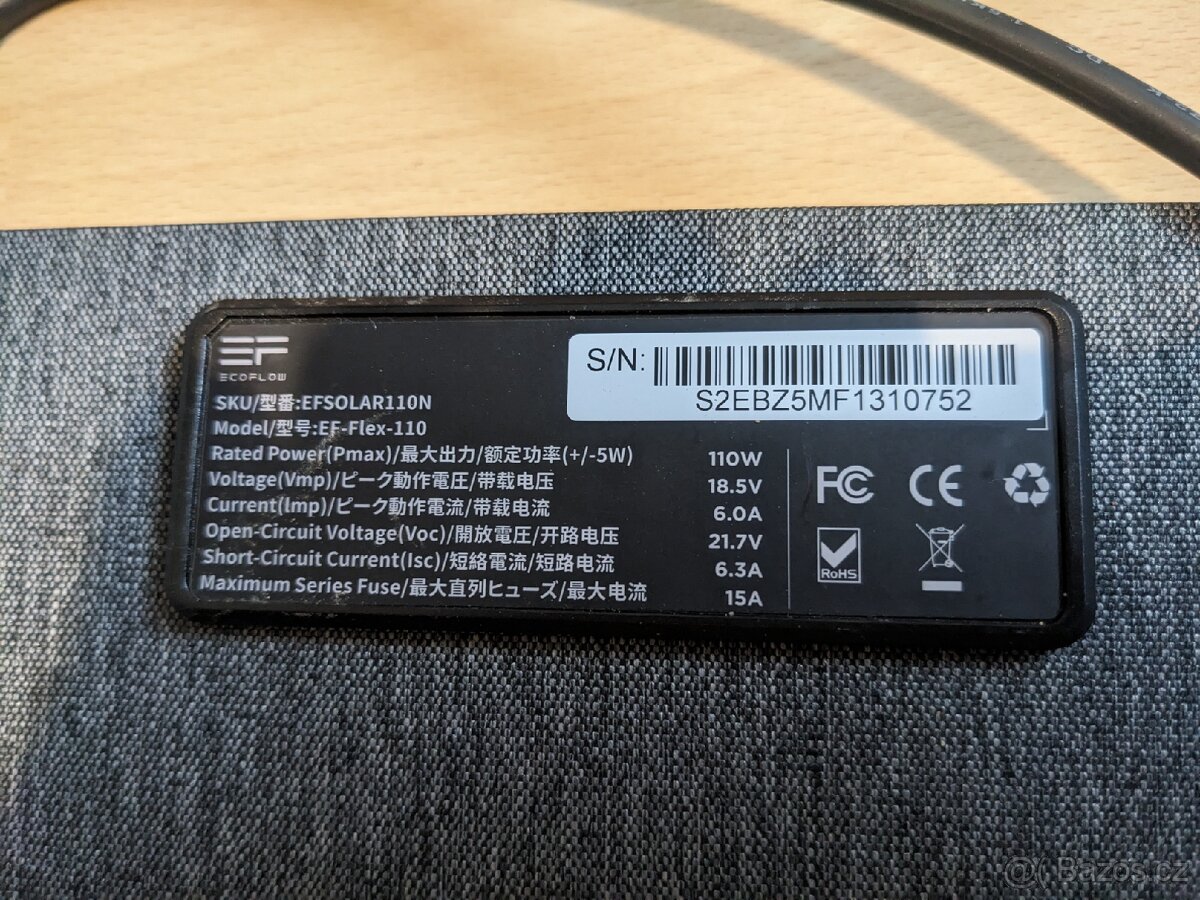 EF
ECOFLOW
S/N:
S2EBZ5MF1310752
SKU/型番:EFSOLAR110N
Model/型号:EF-Flex-110
Rated Power(Pmax)/最大出力/额定功率(+/-5W) 110W
Voltage(Vmp)/ピーク動作電圧/带载电压 18.5V
Current(lmp)/ピーク動作電流/带载电流 6.0A
Open-Circuit Voltage(Voc)/開放電圧/开路电压 21.7V
Short-Circuit Current(Isc)/短絡電流/短路电流 6.3A
Maximum Series Fuse/最大直列ヒューズ/最大电流 15A
FC CE
RoHS
Bazos.cz